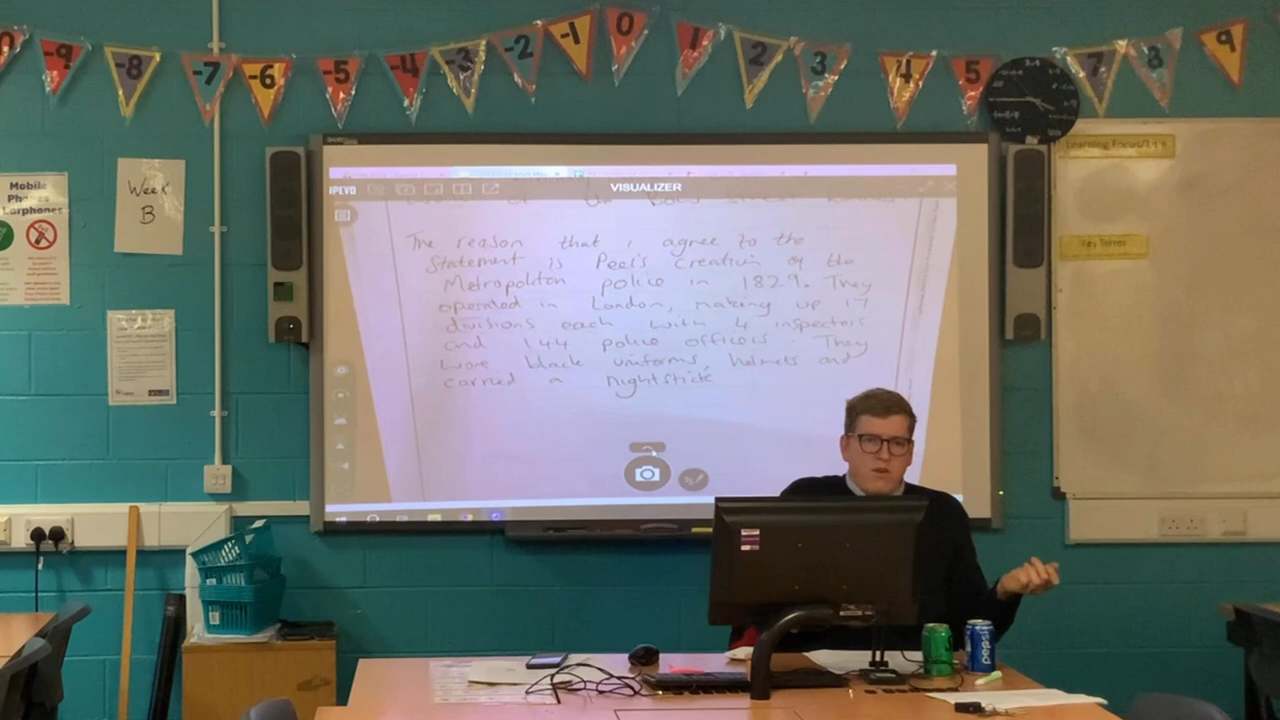 -9 -8 -7 -6 -5 -4 -3 -2 -1 0 1 2 3 4 5 7 8 9
Mobile
Phones
Earphones
Week
B
IPEVO
VISUALIZER
The reason that i agree to the
statement is Peel's creation of the
Metropolitan police in 1829. They
operated in London, making up 17
divisions each with 4 inspectors
and 144 police officers. They
wore black uniforms, helmets and
carried a nightstick
Learning Focus/
Key Terms
pepsi